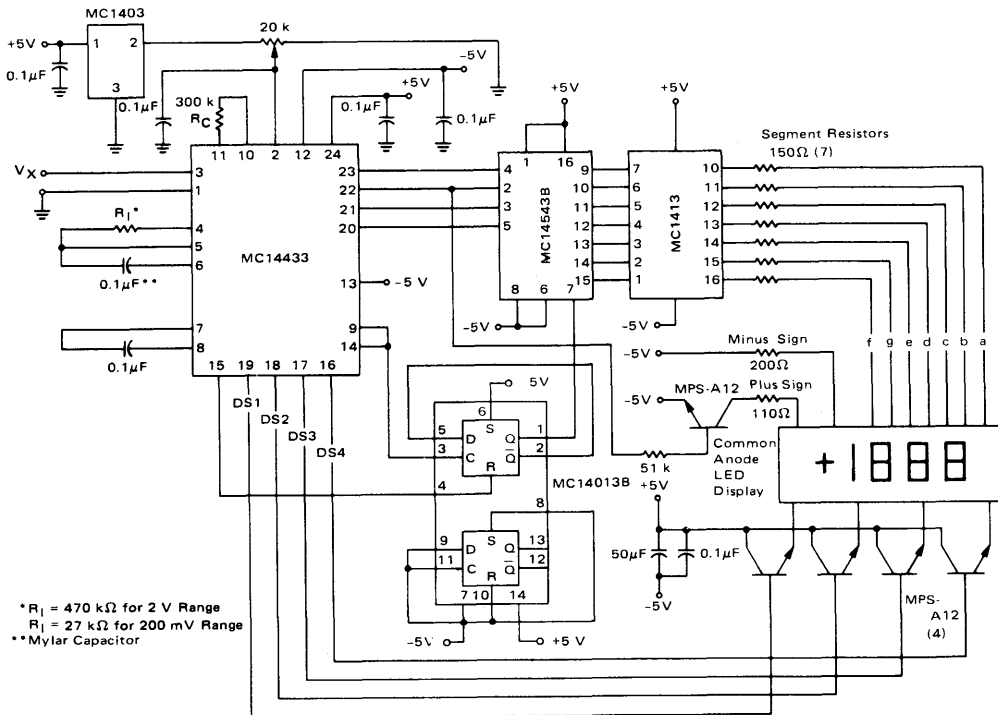 MC1403
20 k
+5V
1
2
3
0.1μF
0.1μF
-5V
+5V
0.1μF
0.1μF
300 k
RC
11
10
2
12
24
VX
3
1
RI*
4
5
6
0.1μF**
7
8
0.1μF
MC14433
23
22
21
20
13
-5V
9
14
15
19
18
17
16
DS1
DS2
DS3
DS4
+5V
1
16
4
2
3
5
MC14543B
9
10
11
12
13
14
15
8
6
7
-5V
+5V
7
6
5
4
3
2
1
MC1413
10
11
12
13
14
15
16
-5V
Segment Resistors
150Ω (7)
f
g
e
d
c
b
a
Minus Sign
-5V
200Ω
MPS-A12
Plus Sign
-5V
110Ω
51 k
Common
Anode
LED
Display
+1888
5V
6
S
5
D
Q
1
3
C
Q
2
R
4
MC14013B
8
S
9
D
Q
13
11
C
Q
12
R
7
10
14
-5V
+5 V
+5V
50μF
0.1μF
-5V
MPS-
A12
(4)
*RI = 470 kΩ for 2 V Range
RI = 27 kΩ for 200 mV Range
**Mylar Capacitor